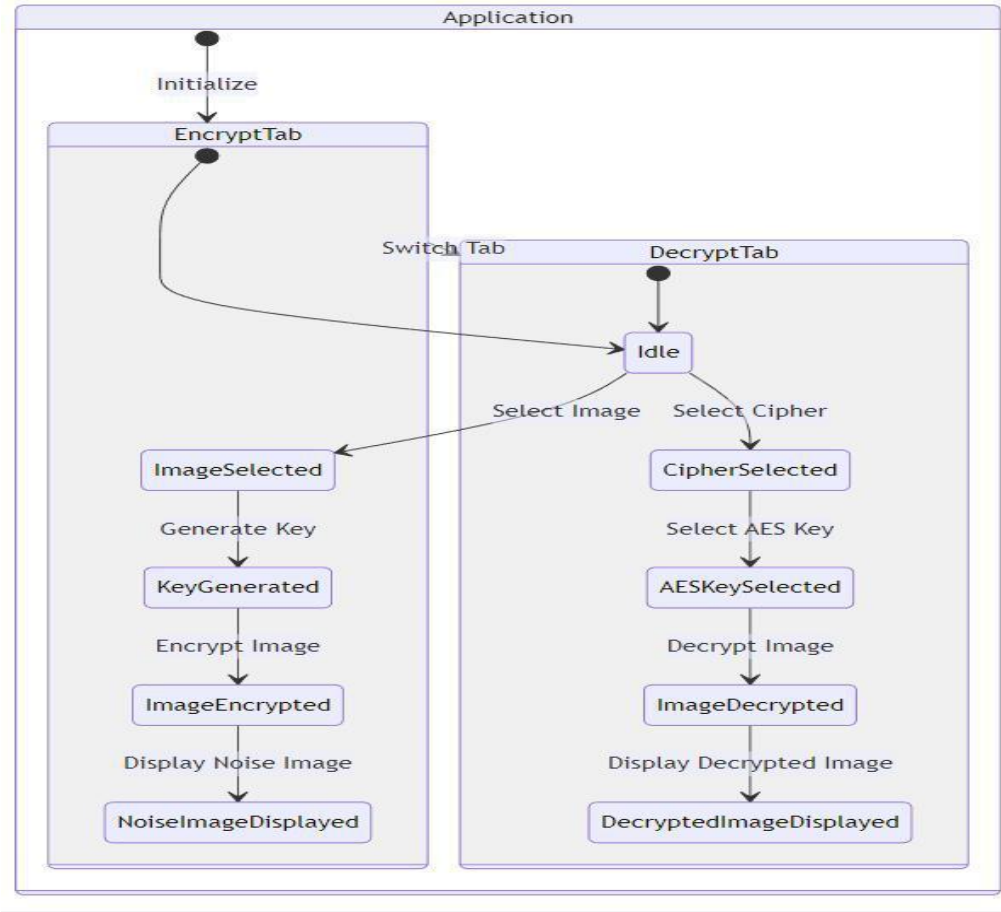 Application
Initialize
EncryptTab
Switch Tab
DecryptTab
Idle
Select Image
Select Cipher
ImageSelected
CipherSelected
Generate Key
Select AES Key
KeyGenerated
AESKeySelected
Encrypt Image
Decrypt Image
ImageEncrypted
ImageDecrypted
Display Noise Image
Display Decrypted Image
NoiseImageDisplayed
DecryptedImageDisplayed